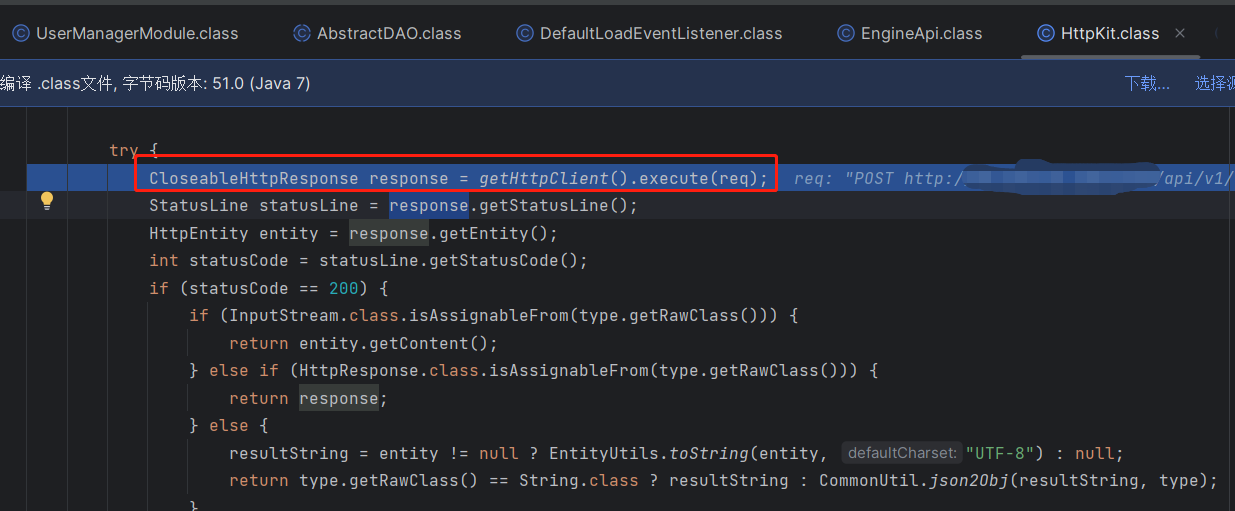 UserManagerModule.class AbstractDAO.class DefaultLoadEventListener.class EngineApi.class HttpKit.class
编译 .class文件, 字节码版本: 51.0 (Java 7) 下载... 选择源
try {
CloseableHttpResponse response = getHttpClient().execute(req); req: "POST http:/ /api/v1/
StatusLine statusLine = response.getStatusLine();
HttpEntity entity = response.getEntity();
int statusCode = statusLine.getStatusCode();
if (statusCode == 200) {
if (InputStream.class.isAssignableFrom(type.getRawClass())) {
return entity.getContent();
} else if (HttpResponse.class.isAssignableFrom(type.getRawClass())) {
return response;
} else {
resultString = entity != null ? EntityUtils.toString(entity, defaultCharset: "UTF-8") : null;
return type.getRawClass() == String.class ? resultString : CommonUtil.json2Obj(resultString, type);
}